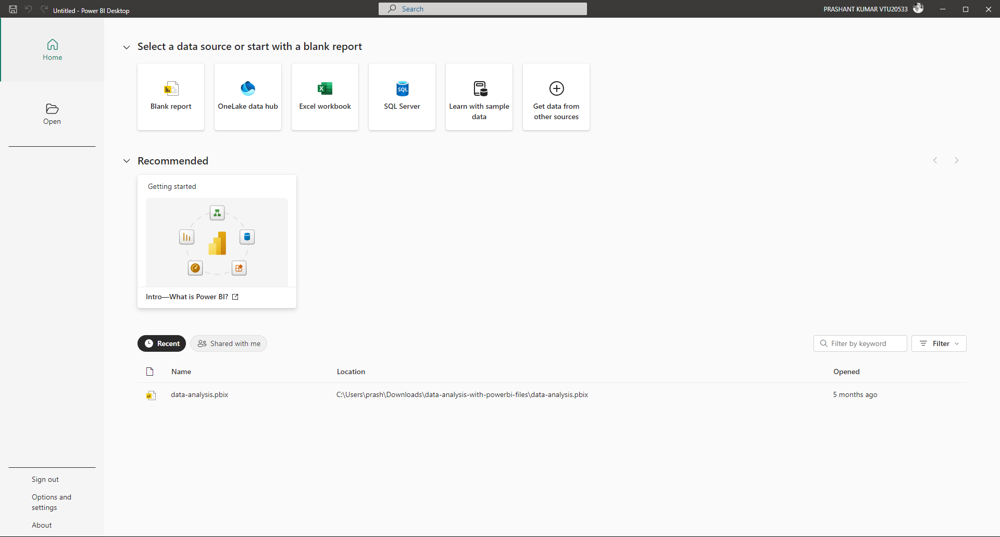 Untitled - Power BI Desktop
Search
PRASHANT KUMAR VTU20533
Home
Open
Select a data source or start with a blank report
Blank report
OneLake data hub
Excel workbook
SQL
SQL Server
Learn with sample
data
Get data from
other sources
Recommended
Getting started
Intro—What is Power BI?
Recent
Shared with me
Filter by keyword
Filter
Name
Location
Opened
data-analysis.pbix
C:\Users\prash\Downloads\data-analysis-with-powerbi-files\data-analysis.pbix
5 months ago
Sign out
Options and
settings
About